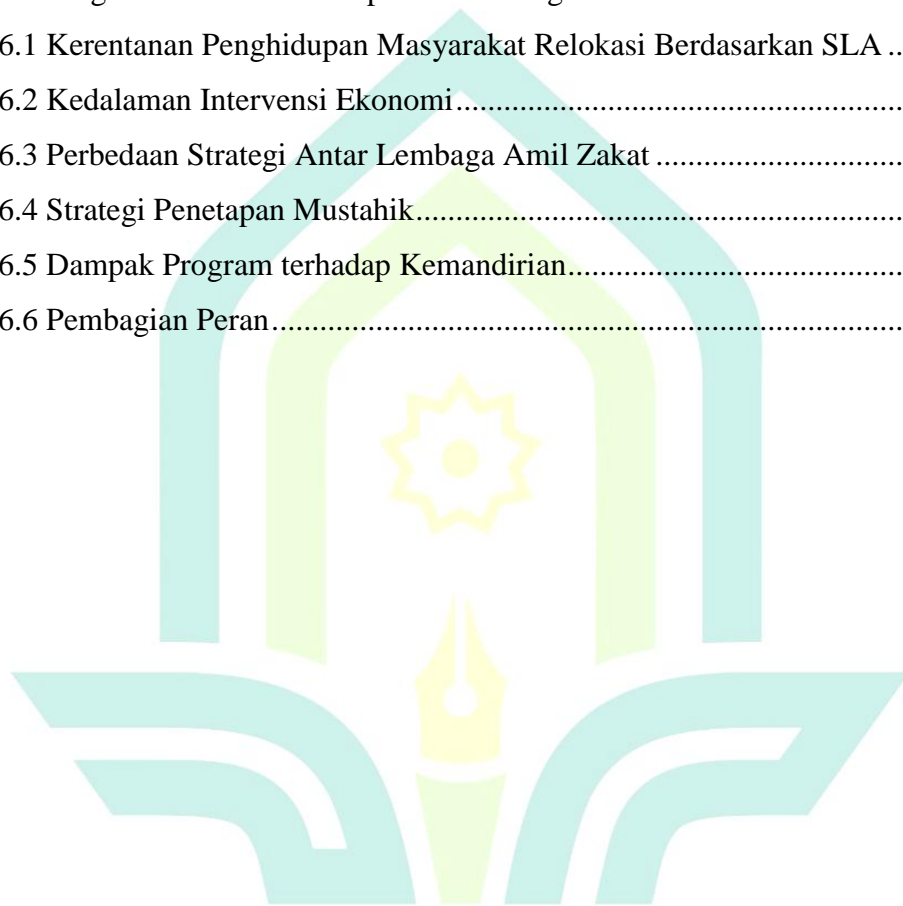 6.1 Kerentanan Penghidupan Masyarakat Relokasi Berdasarkan SLA ..
6.2 Kedalaman Intervensi Ekonomi........................................................
6.3 Perbedaan Strategi Antar Lembaga Amil Zakat ...............................
6.4 Strategi Penetapan Mustahik.............................................................
6.5 Dampak Program terhadap Kemandirian..........................................
6.6 Pembagian Peran...............................................................................